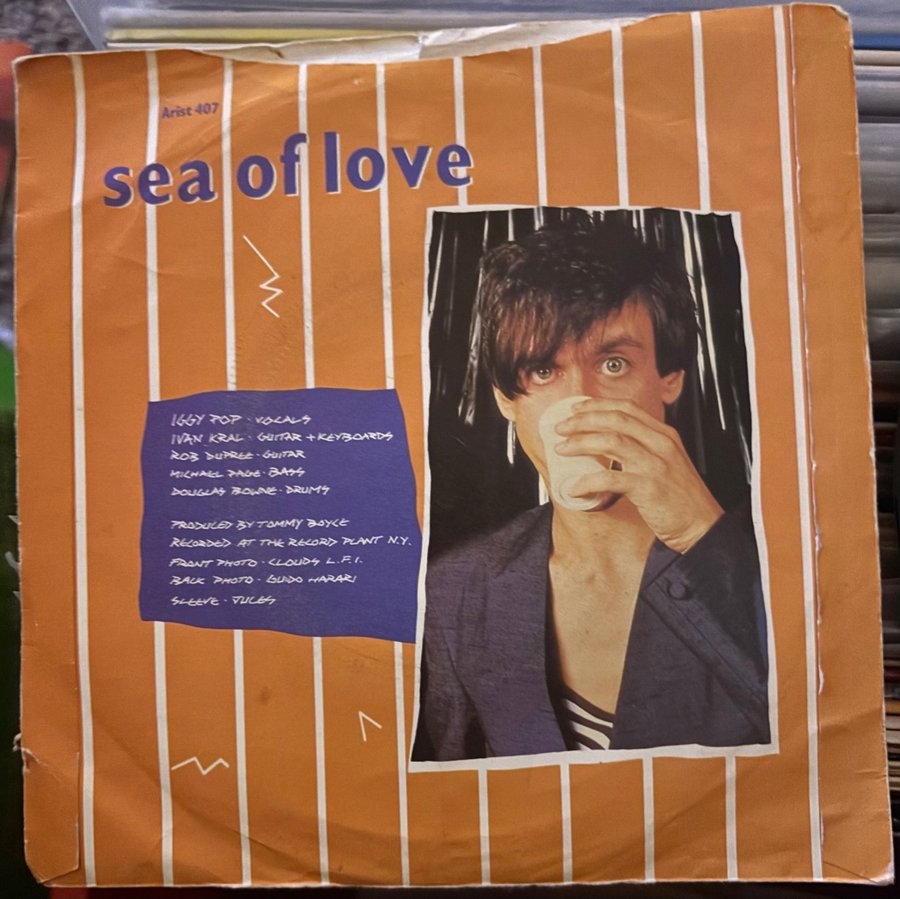 Arist 407
sea of love
IGGY POP · VOCALS
IVAN KRAL · GUITAR + KEYBOARDS
ROB DUPREE · GUITAR
MICHAEL PAGE · BASS
DOUGLAS BOWNE · DRUMS
PRODUCED BY TOMMY BOYCE
RECORDED AT THE RECORD PLANT N.Y.
FRONT PHOTO · CLOUDS L.F.I.
BACK PHOTO · GUIDO HARARI
SLEEVE · JULES